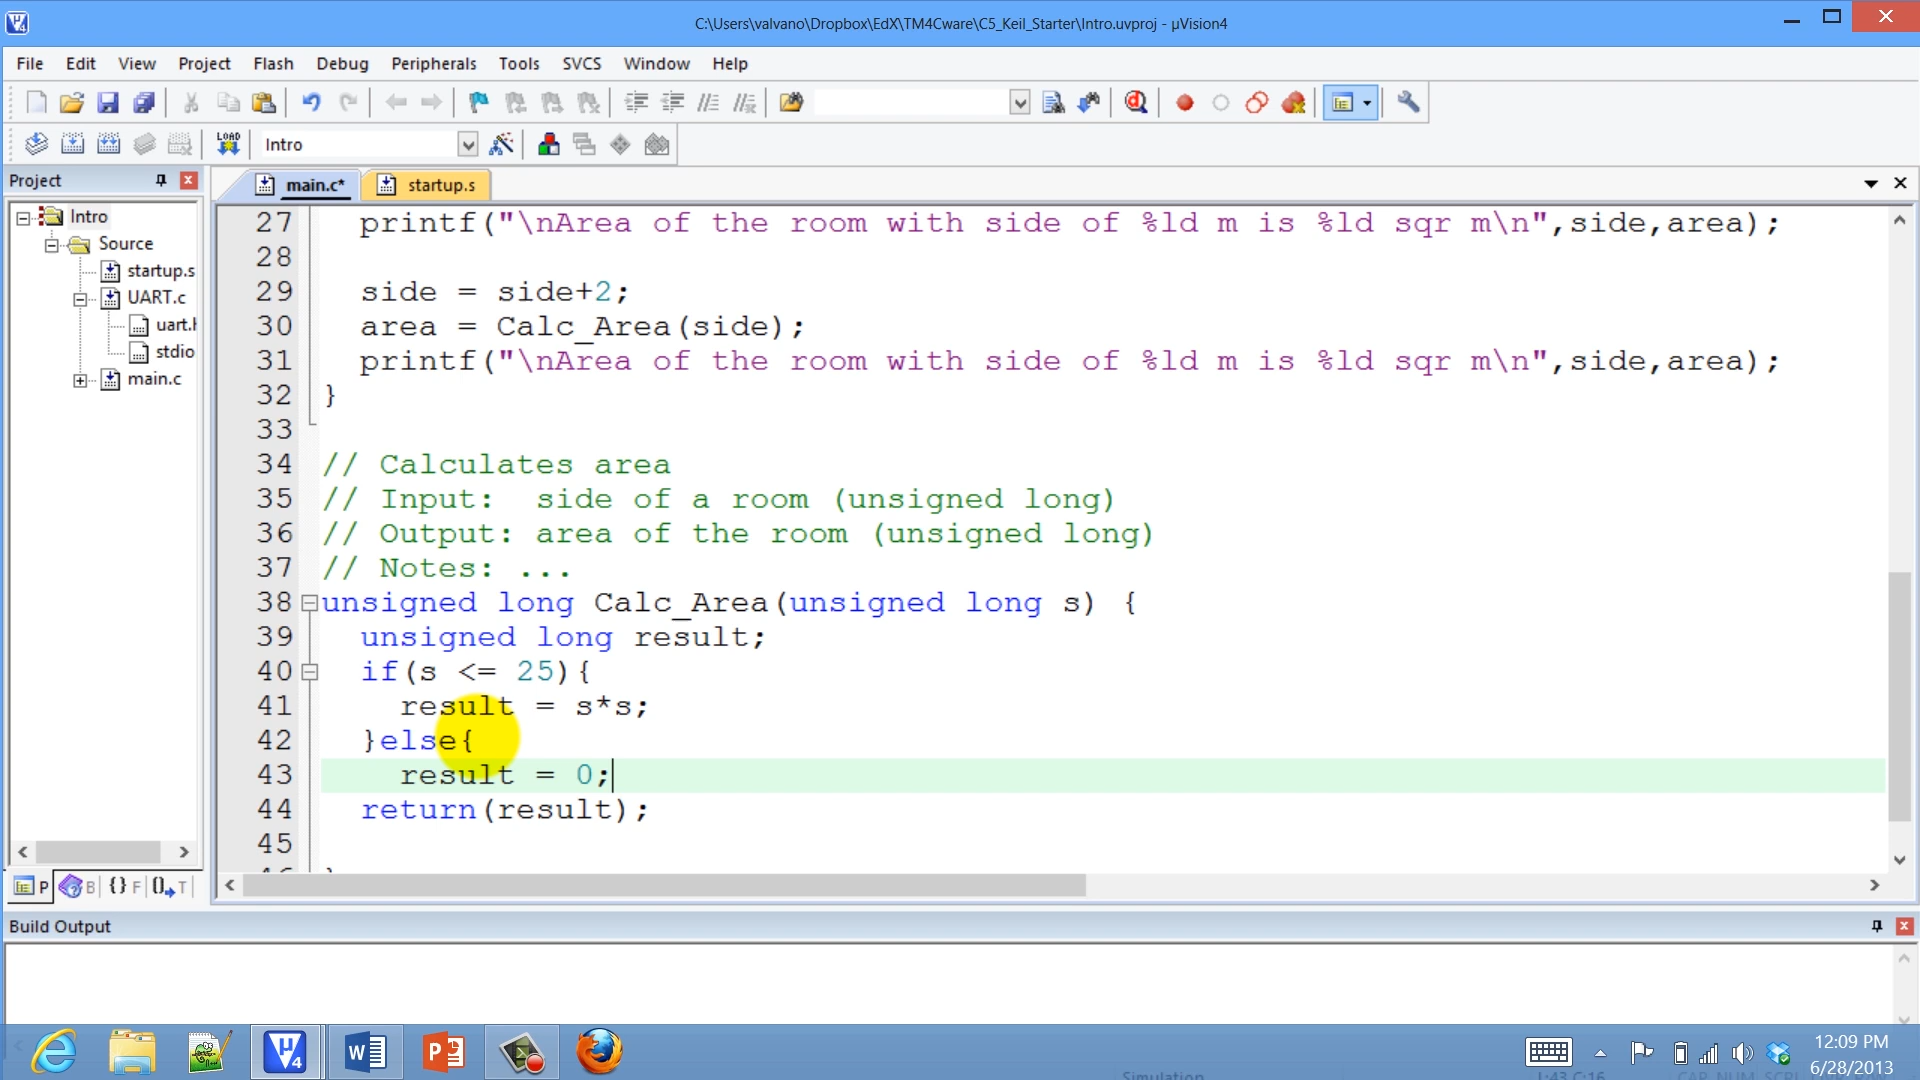 C:\Users\valvano\Dropbox\EdX\TM4Cware\C5_Keil_Starter\Intro.uvproj - µVision4
File Edit View Project Flash Debug Peripherals Tools SVCS Window Help
LOAD Intro
Project
Intro
Source
startup.s
UART.c
uart.h
stdio
main.c
main.c* startup.s
27 printf("\nArea of the room with side of %ld m is %ld sqr m\n",side,area);
28
29 side = side+2;
30 area = Calc_Area(side);
31 printf("\nArea of the room with side of %ld m is %ld sqr m\n",side,area);
32 }
33
34 // Calculates area
35 // Input:  side of a room (unsigned long)
36 // Output: area of the room (unsigned long)
37 // Notes: ...
38 unsigned long Calc_Area(unsigned long s) {
39 unsigned long result;
40 if(s <= 25){
41 result = s*s;
42 }else{
43 result = 0;
44 return(result);
45
P B {} F T
Build Output
12:09 PM
6/28/2013